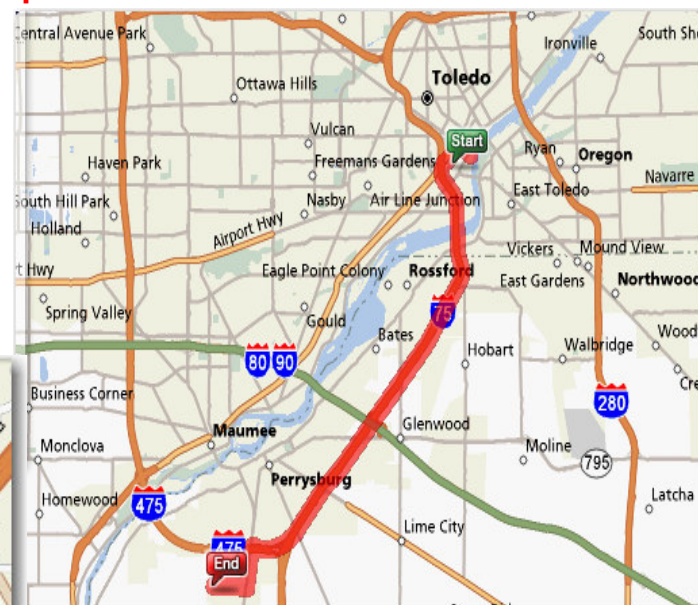 Central Avenue Park
Ironville
South Sh
Ottawa Hills
Toledo
Vulcan
Start
Haven Park
Freemans Gardens
Ryan
Oregon
Navarre
South Hill Park
Nasby
Air Line Junction
East Toledo
Holland
Airport Hwy
Vickers
Mound View
t Hwy
Eagle Point Colony
Rossford
East Gardens
Northwood
Spring Valley
Gould
75
Bates
Wood
80
90
Hobart
Walbridge
Cre
Business Corner
280
Maumee
Glenwood
Monclova
Moline
795
Perrysburg
Homewood
475
Latcha
Lime City
475
End